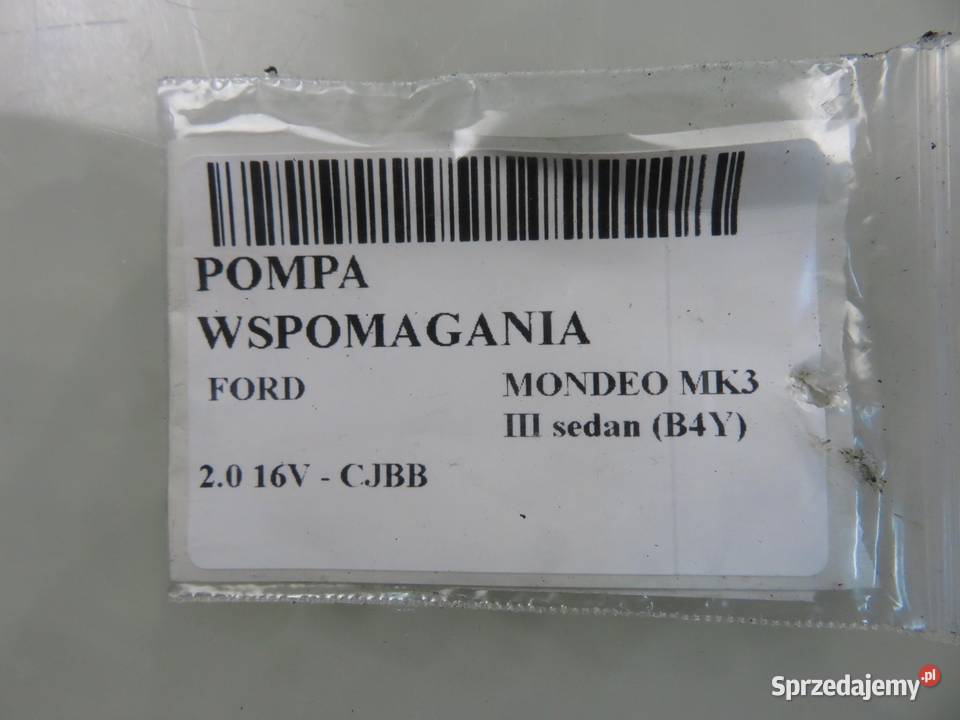 POMPA
WSPOMAGANIA
FORD MONDEO MK3
III sedan (B4Y)
2.0 16V - CJBB
Sprzedajemy.pl